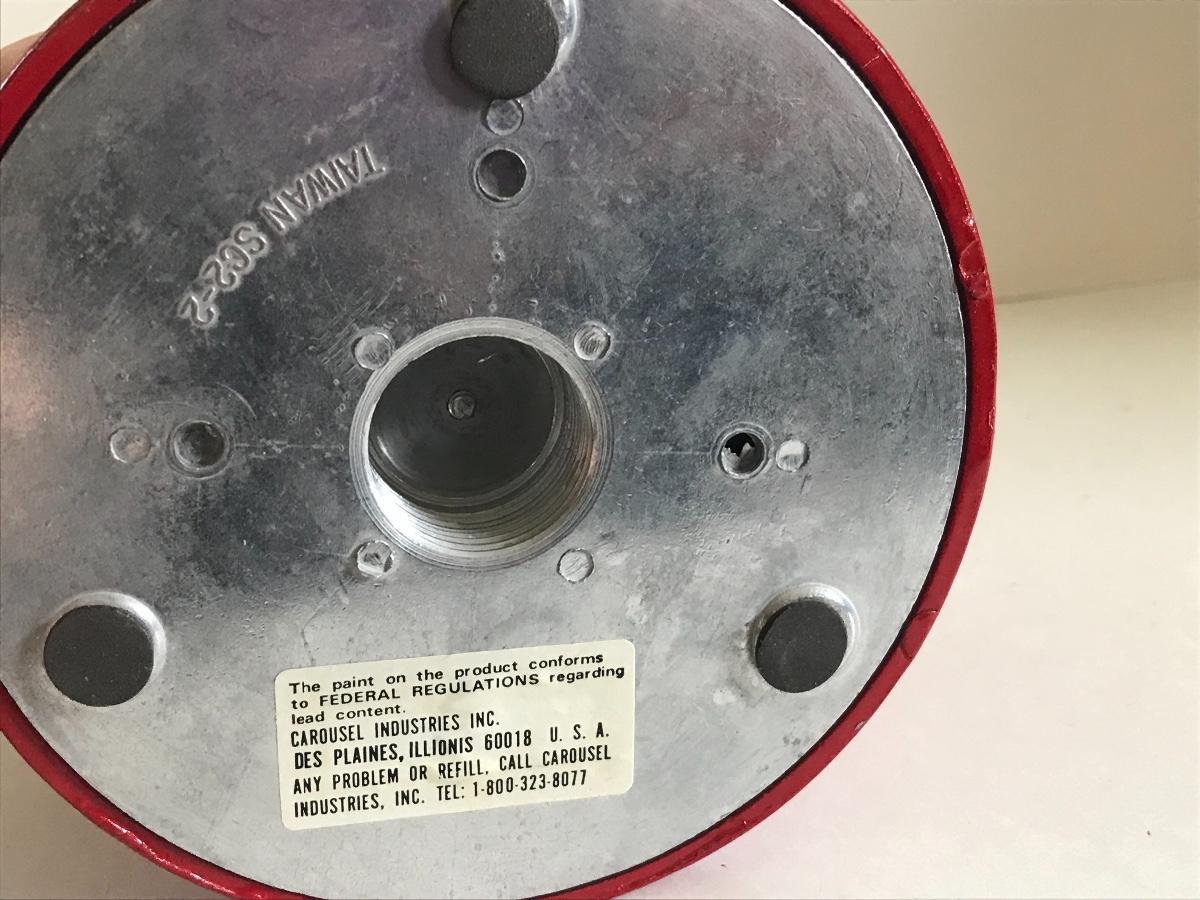 TAIWAN SC2-2
The paint on the product conforms
to FEDERAL REGULATIONS regarding
lead content.
CAROUSEL INDUSTRIES INC.
DES PLAINES, ILLIONIS 60018 U. S. A.
ANY PROBLEM OR REFILL, CALL CAROUSEL
INDUSTRIES, INC. TEL: 1-800-323-8077